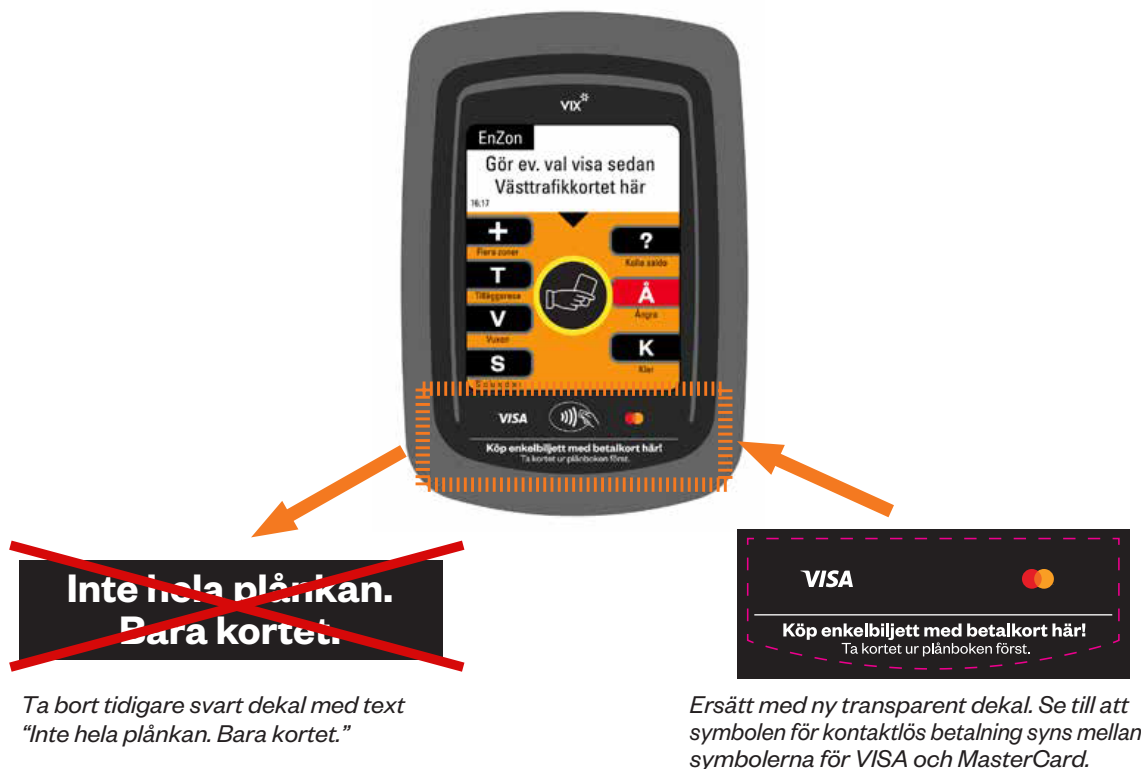 VIX
EnZon
Gör ev. val visa sedan
Västtrafikkortet här
16:17
+
Flera zoner
T
Tilläggsresa
V
Vuxen
S
?
Kolla saldo
Å
Ångra
K
Klar
VISA
Köp enkelbiljett med betalkort här!
Ta kortet ur plånboken först.
Inte hela plånkan.
Bara kortet.
Ta bort tidigare svart dekal med text
“Inte hela plånkan. Bara kortet.”
VISA
Köp enkelbiljett med betalkort här!
Ta kortet ur plånboken först.
Ersätt med ny transparent dekal. Se till att
symbolen för kontaktlös betalning syns mellan
symbolerna för VISA och MasterCard.